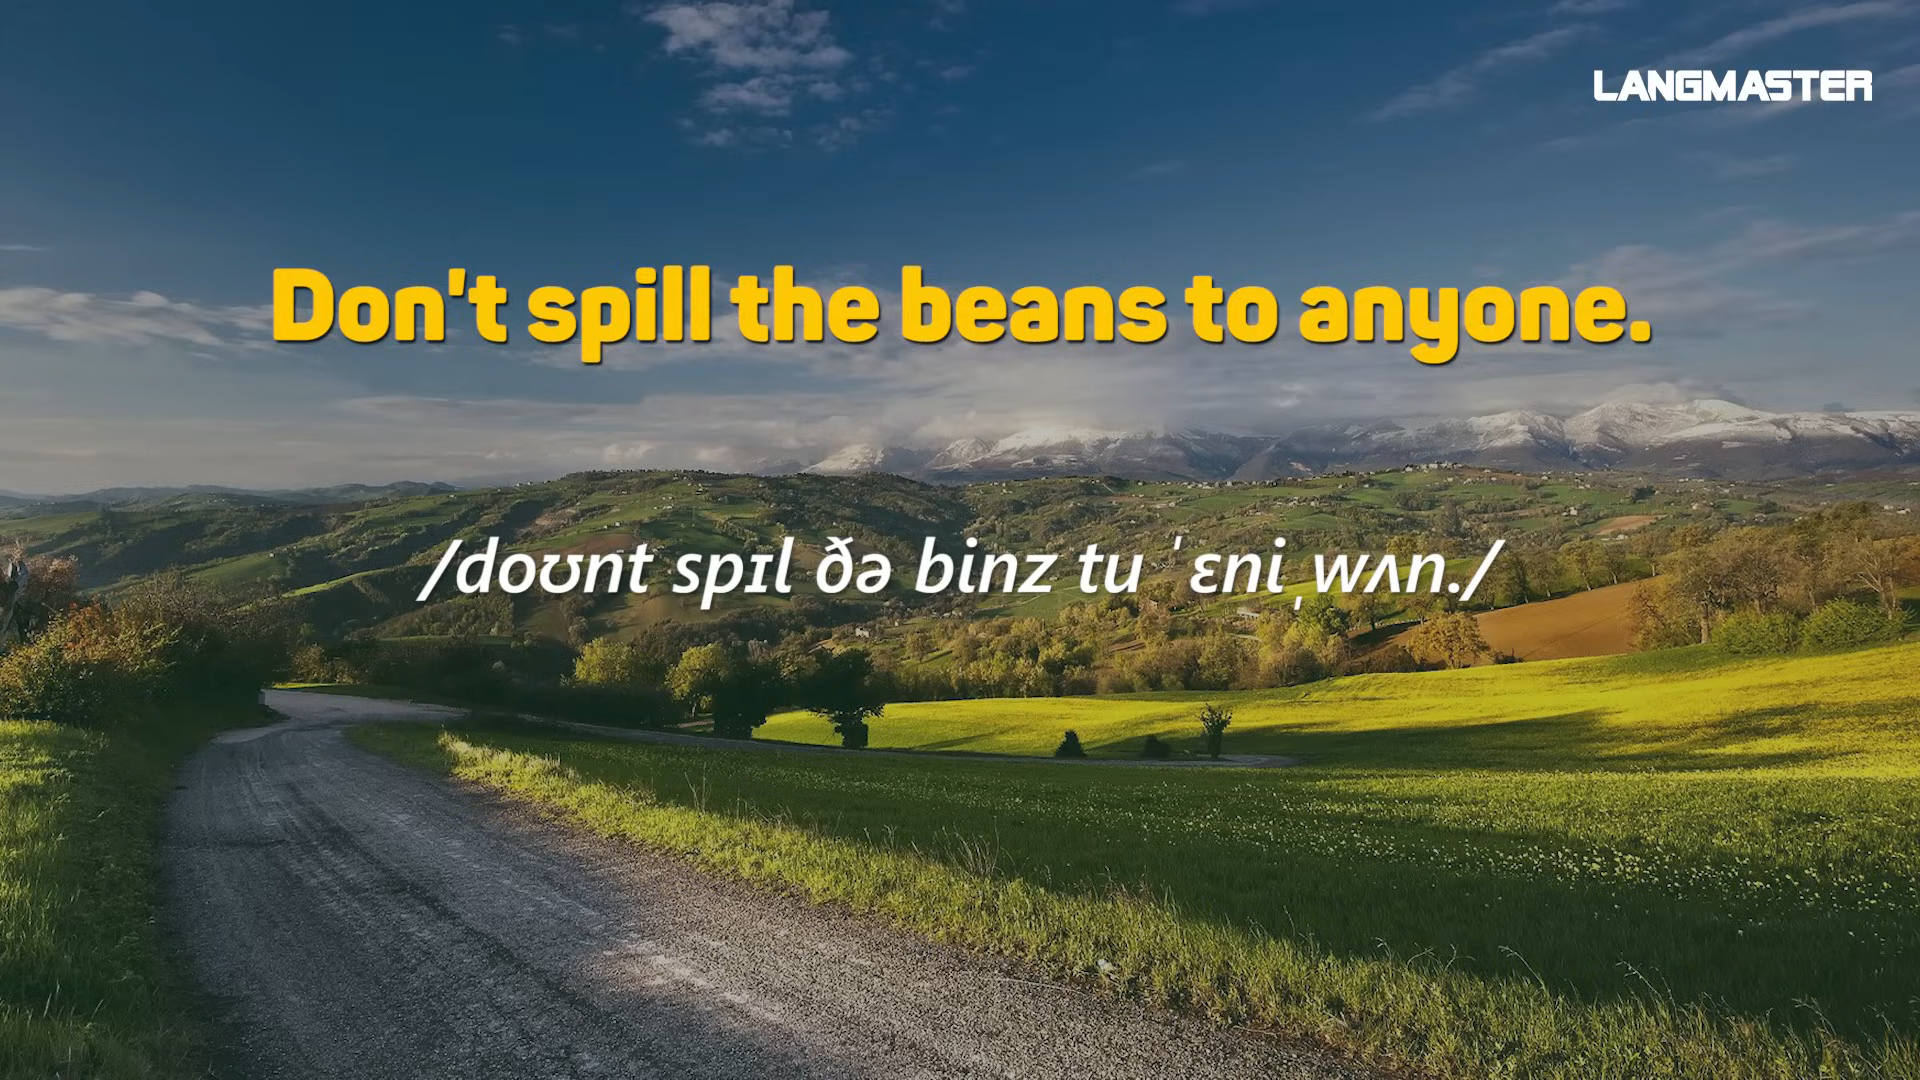 LANGMASTER
Don't spill the beans to anyone.
/doʊnt spɪl ðə binz tu ˈɛniˌwʌn./